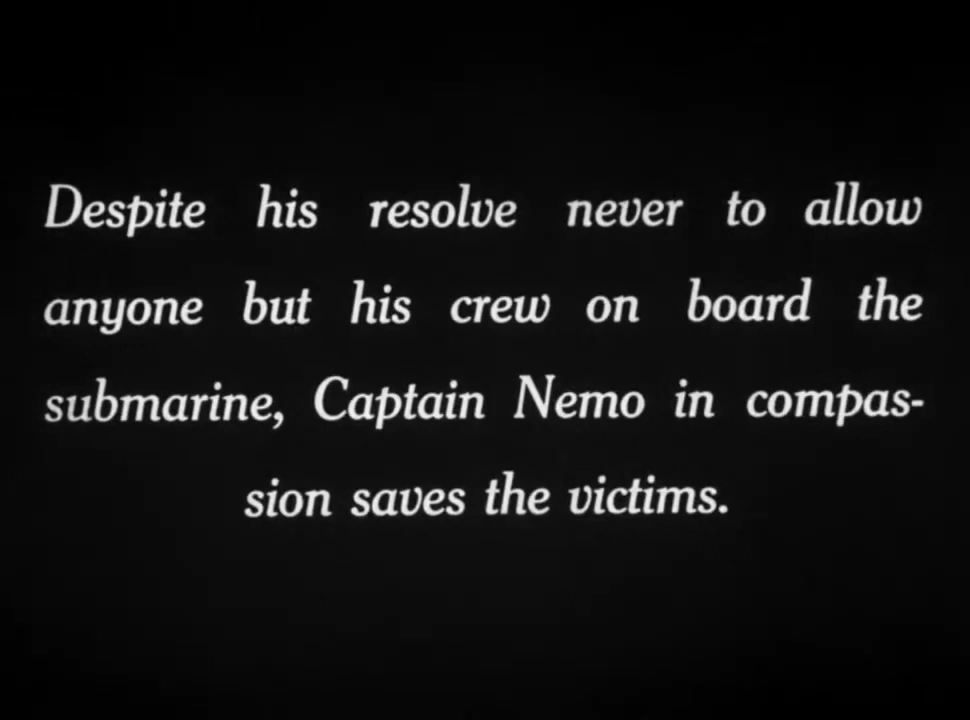 Despite his resolve never to allow
anyone but his crew on board the
submarine, Captain Nemo in compas-
sion saves the victims.